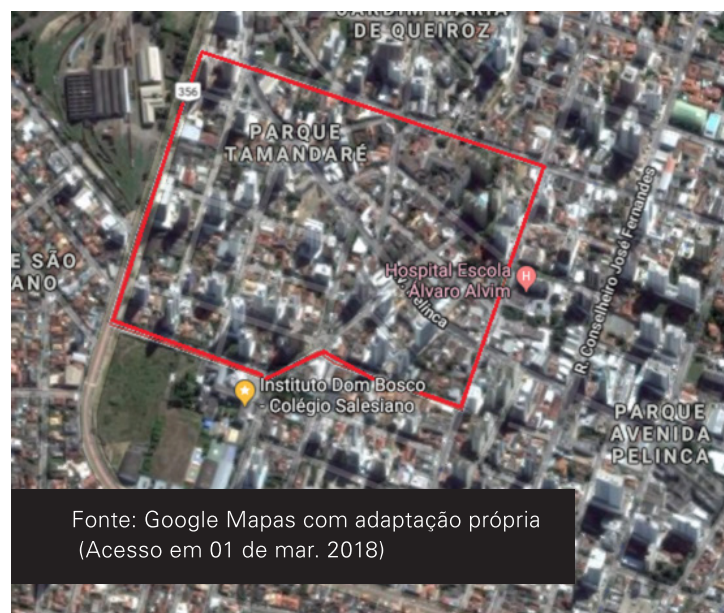 JARDIM MARIA
DE QUEIROZ
356
PARQUE
TAMANDARÉ
R. Conselheiro José Fernandes
E SÃO
ANO
Hospital Escola
Álvaro Alvim
H
Pelinca
Instituto Dom Bosco
- Colégio Salesiano
PARQUE
AVENIDA
PELINCA
Fonte: Google Mapas com adaptação própria
(Acesso em 01 de mar. 2018)